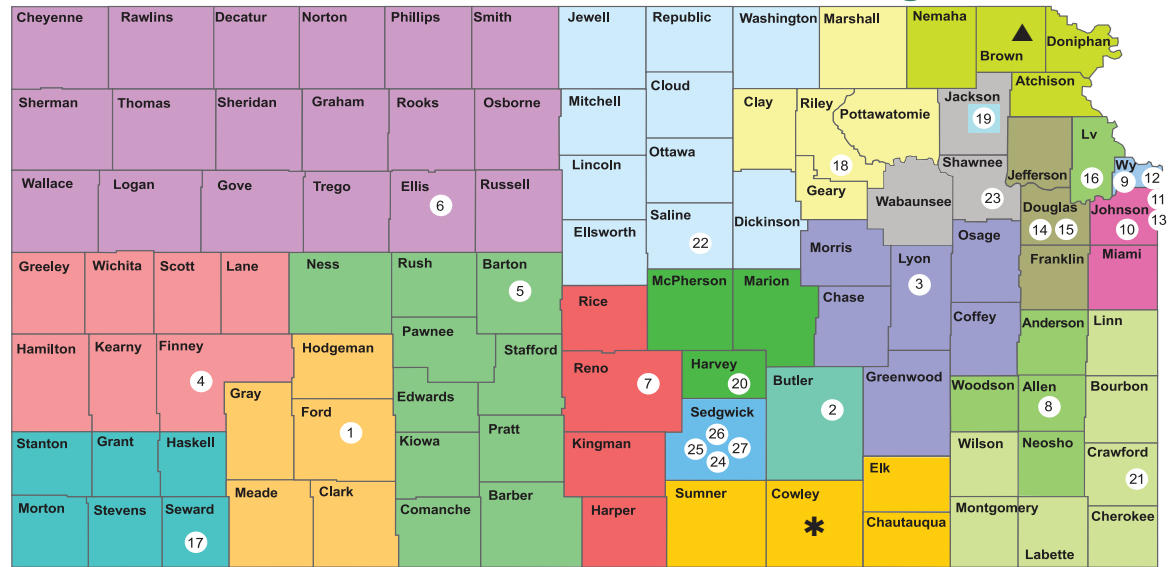 Cheyenne Rawlins Decatur Norton Phillips Smith Jewell Republic Washington Marshall Nemaha
Brown Doniphan
Cloud Atchison
Sherman Thomas Sheridan Graham Rooks Osborne Mitchell Clay Riley Jackson
Pottawatomie 19
Lv
Ottawa
Lincoln 18 Shawnee Wy
Wallace Logan Gove Trego Ellis Russell Jefferson 16 9 12
Geary
6 Wabaunsee 23 11
Saline Dickinson Douglas Johnson
Ellsworth 22 14 15 10 13
Morris Osage
Greeley Wichita Scott Lane Ness Rush Barton Lyon Franklin Miami
McPherson Marion
5 3
Rice Chase
Coffey Anderson Linn
Pawnee
Hamilton Kearny Finney Hodgeman Stafford
Reno Harvey
4 7 20 Butler Greenwood Woodson Allen Bourbon
Gray Edwards
Ford 2 8
Sedgwick
1 Pratt 26
Stanton Grant Haskell Kiowa Kingman 25 27 Wilson Neosho
24 Crawford
Elk
21
Meade Clark Barber Sumner Cowley
Morton Stevens Seward Comanche Harper Montgomery
Chautauqua Cherokee
17
Labette